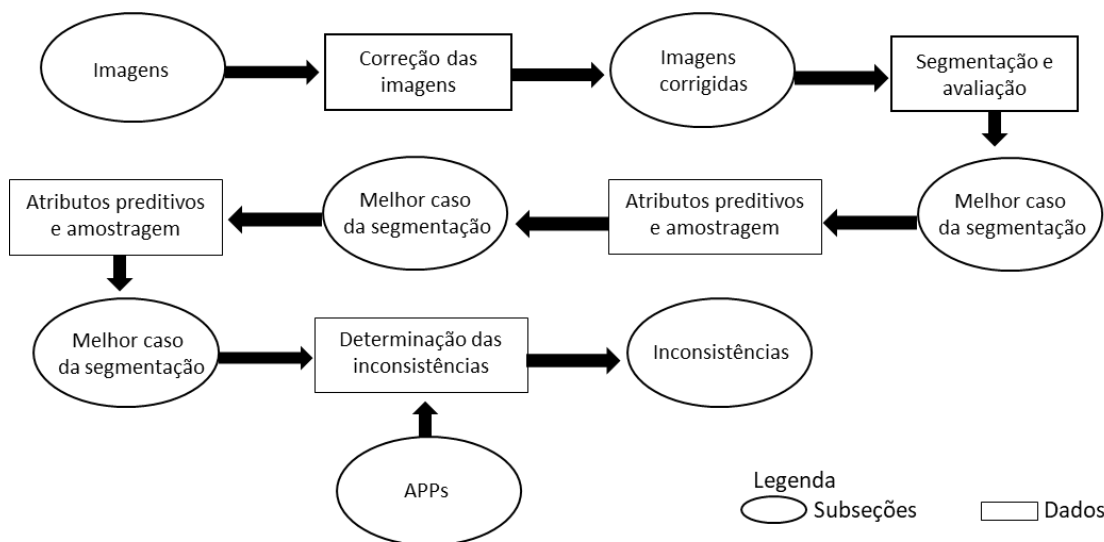 Imagens
Correção das
imagens
Imagens
corrigidas
Segmentação e
avaliação
Melhor caso
da segmentação
Atributos preditivos
e amostragem
Melhor caso
da segmentação
Atributos preditivos
e amostragem
Melhor caso
da segmentação
Determinação das
inconsistências
Inconsistências
APPs
Legenda
Subseções
Dados